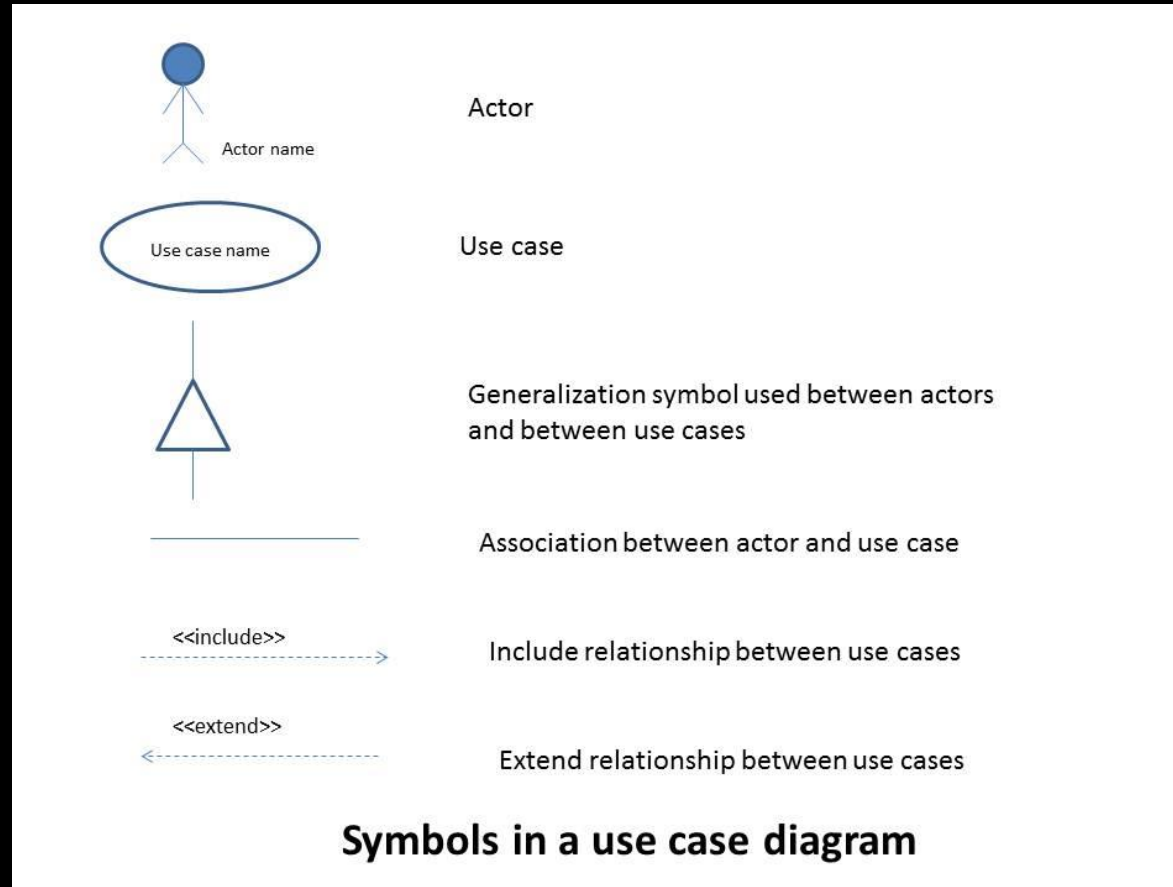 Actor
Actor name
Use case name
Use case
Generalization symbol used between actors
and between use cases
Association between actor and use case
<<include>>
Include relationship between use cases
<<extend>>
Extend relationship between use cases
Symbols in a use case diagram